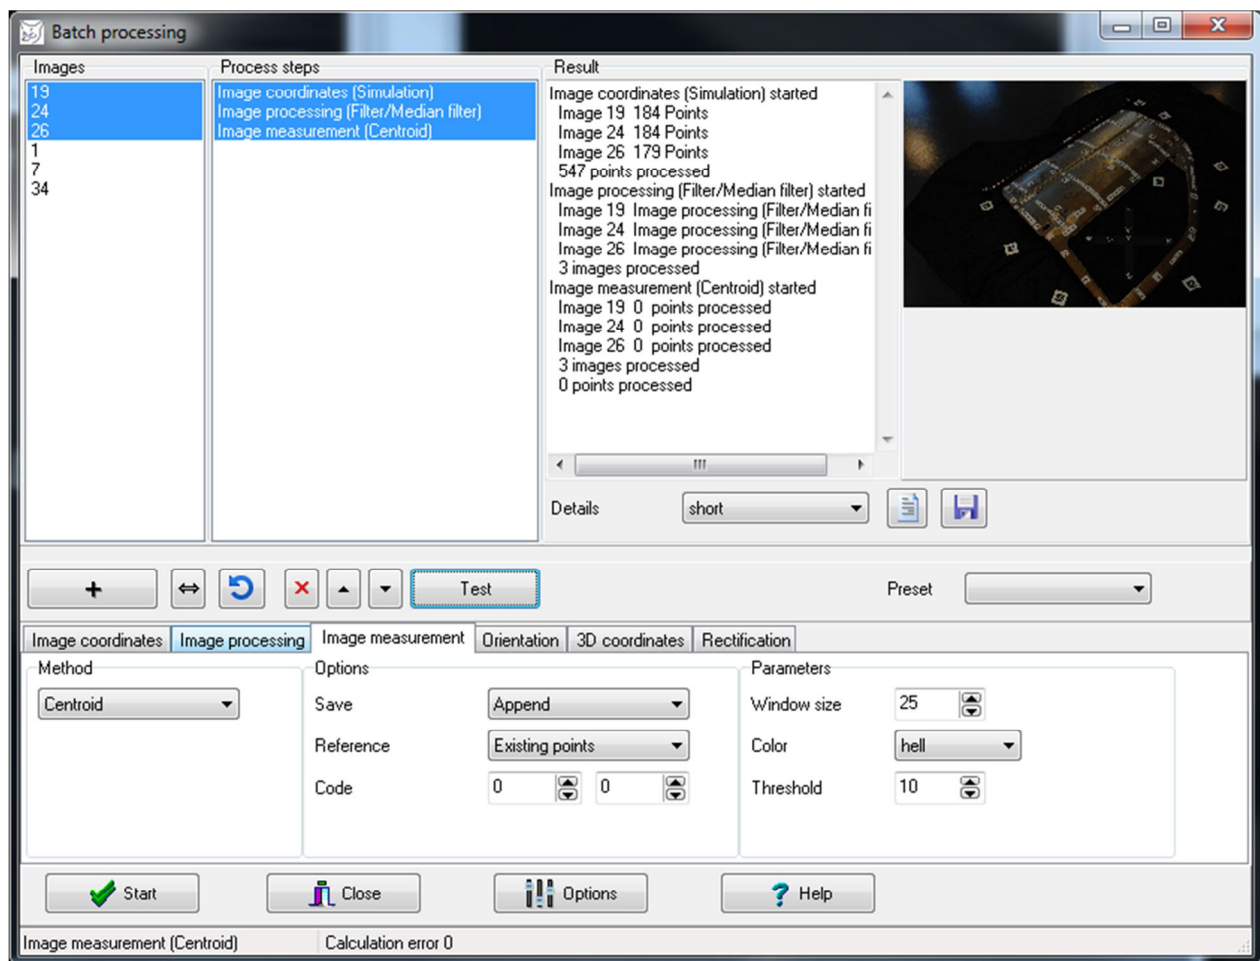 Batch processing
Images
19
24
26
1
7
34
Process steps
Image coordinates (Simulation)
Image processing (Filter/Median filter)
Image measurement (Centroid)
Result
Image coordinates (Simulation) started
Image 19 184 Points
Image 24 184 Points
Image 26 179 Points
547 points processed
Image processing (Filter/Median filter) started
Image 19 Image processing (Filter/Median fi
Image 24 Image processing (Filter/Median fi
Image 26 Image processing (Filter/Median fi
3 images processed
Image measurement (Centroid) started
Image 19 0 points processed
Image 24 0 points processed
Image 26 0 points processed
3 images processed
0 points processed
Details short
+ Test Preset
Image coordinates Image processing Image measurement Orientation 3D coordinates Rectification
Method
Centroid
Options
Save Append
Reference Existing points
Code 0 0
Parameters
Window size 25
Color hell
Threshold 10
Start Close Options Help
Image measurement (Centroid) Calculation error 0